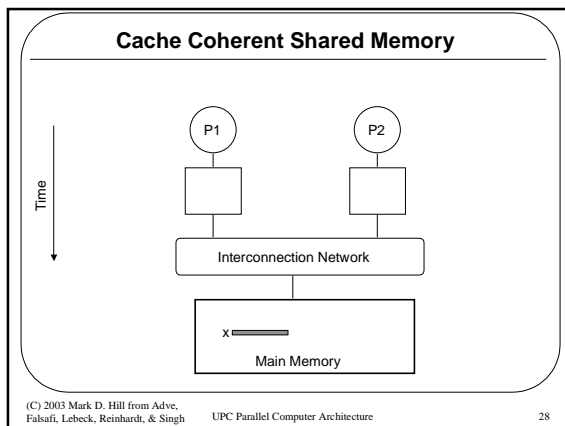 Cache Coherent Shared Memory
P1
P2
Time
Interconnection Network
x
Main Memory
(C) 2003 Mark D. Hill from Adve,
Falsafi, Lebeck, Reinhardt, & Singh
UPC Parallel Computer Architecture
28